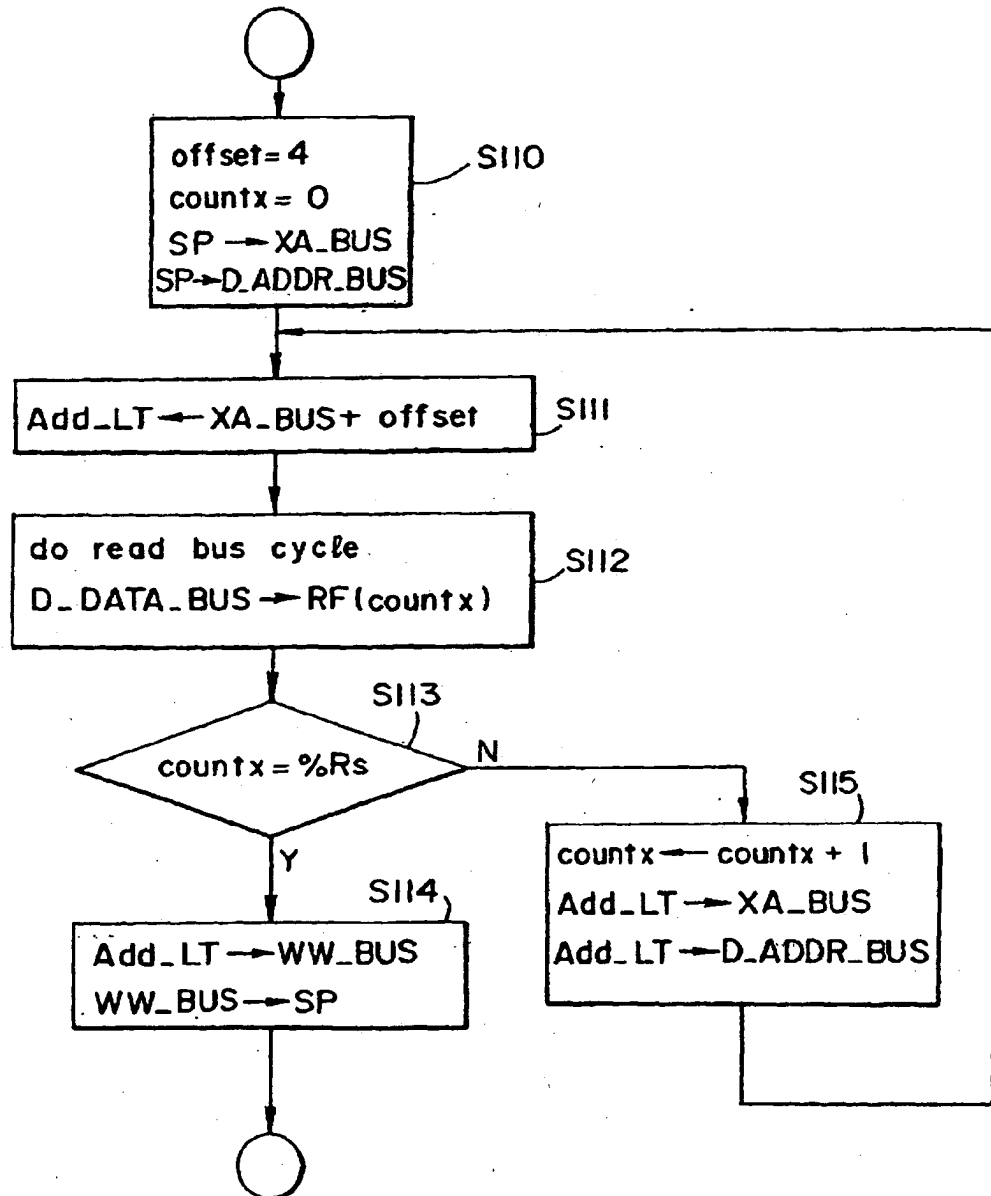 offset=4
countx = 0
SP → XA_BUS
SP→D_ADDR_BUS
S110
Add_LT ← XA_BUS+ offset
S111
do read bus cycle
D_DATA_BUS → RF(countx)
S112
S113
countx = %Rs
N
Y
S114
Add_LT → WW_BUS
WW_BUS → SP
S115
countx ← countx + 1
Add_LT → XA_BUS
Add_LT → D_ADDR_BUS